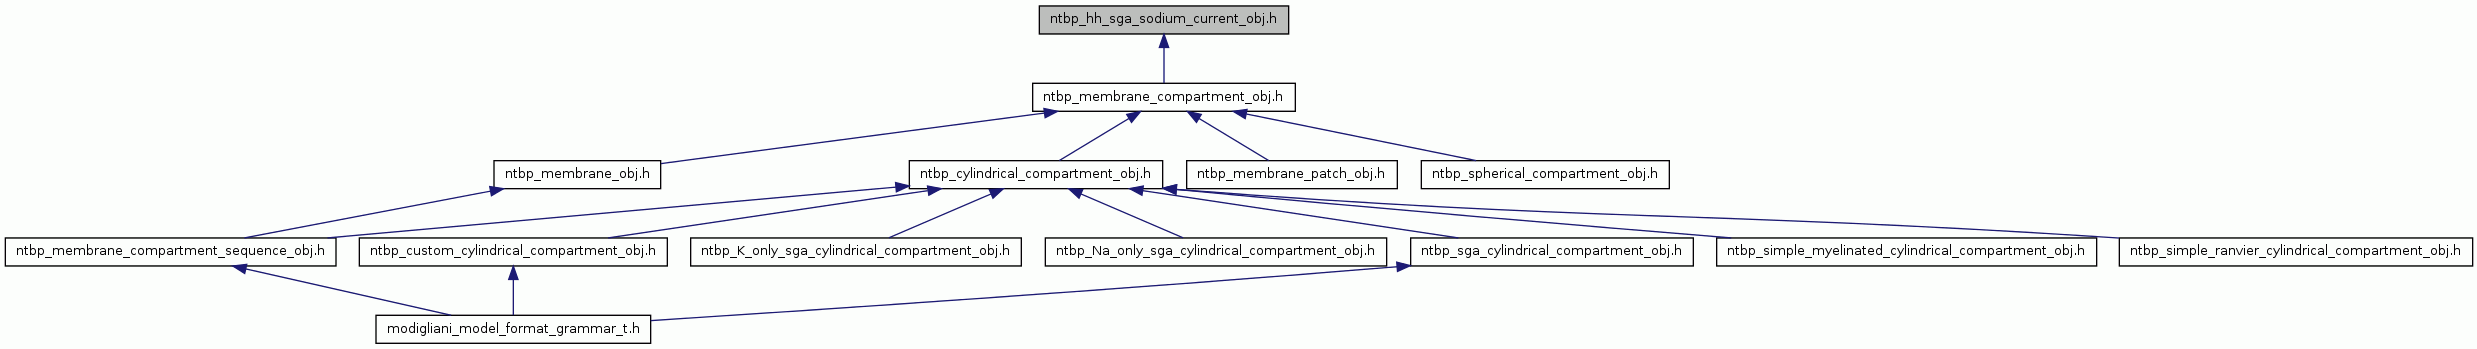 ntbp_hh_sga_sodium_current_obj.h
ntbp_membrane_compartment_obj.h
ntbp_membrane_obj.h
ntbp_cylindrical_compartment_obj.h
ntbp_membrane_patch_obj.h
ntbp_spherical_compartment_obj.h
ntbp_membrane_compartment_sequence_obj.h
ntbp_custom_cylindrical_compartment_obj.h
ntbp_K_only_sga_cylindrical_compartment_obj.h
ntbp_Na_only_sga_cylindrical_compartment_obj.h
ntbp_sga_cylindrical_compartment_obj.h
ntbp_simple_myelinated_cylindrical_compartment_obj.h
ntbp_simple_ranvier_cylindrical_compartment_obj.h
modigliani_model_format_grammar_t.h